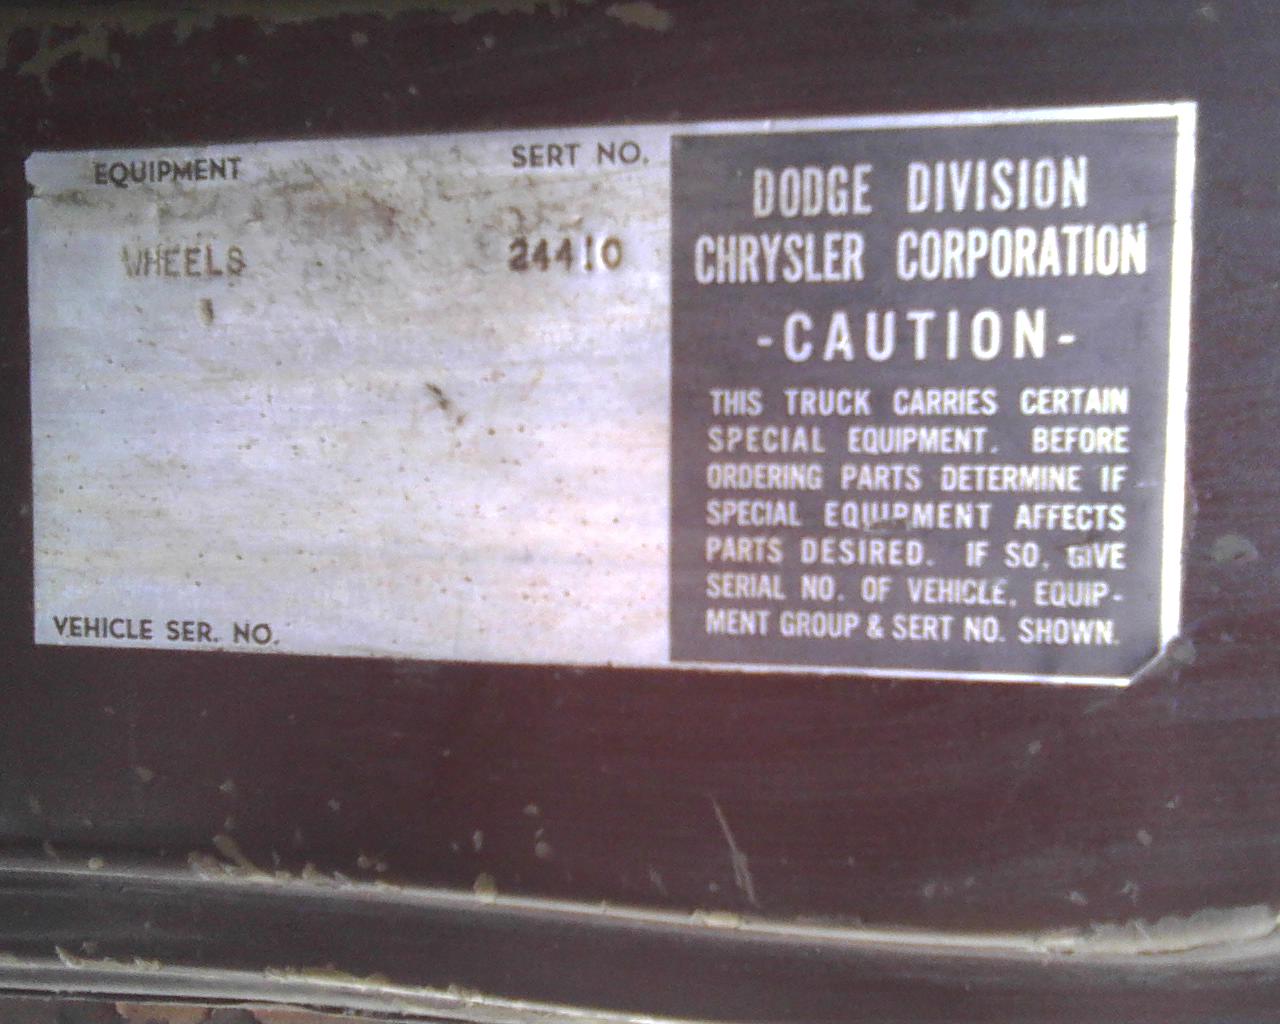 EQUIPMENT SERT NO.
WHEELS 24410
VEHICLE SER. NO.
DODGE DIVISION
CHRYSLER CORPORATION
-CAUTION-
THIS TRUCK CARRIES CERTAIN
SPECIAL EQUIPMENT. BEFORE
ORDERING PARTS DETERMINE IF
SPECIAL EQUIPMENT AFFECTS
PARTS DESIRED. IF SO, GIVE
SERIAL NO. OF VEHICLE, EQUIP-
MENT GROUP & SERT NO. SHOWN.